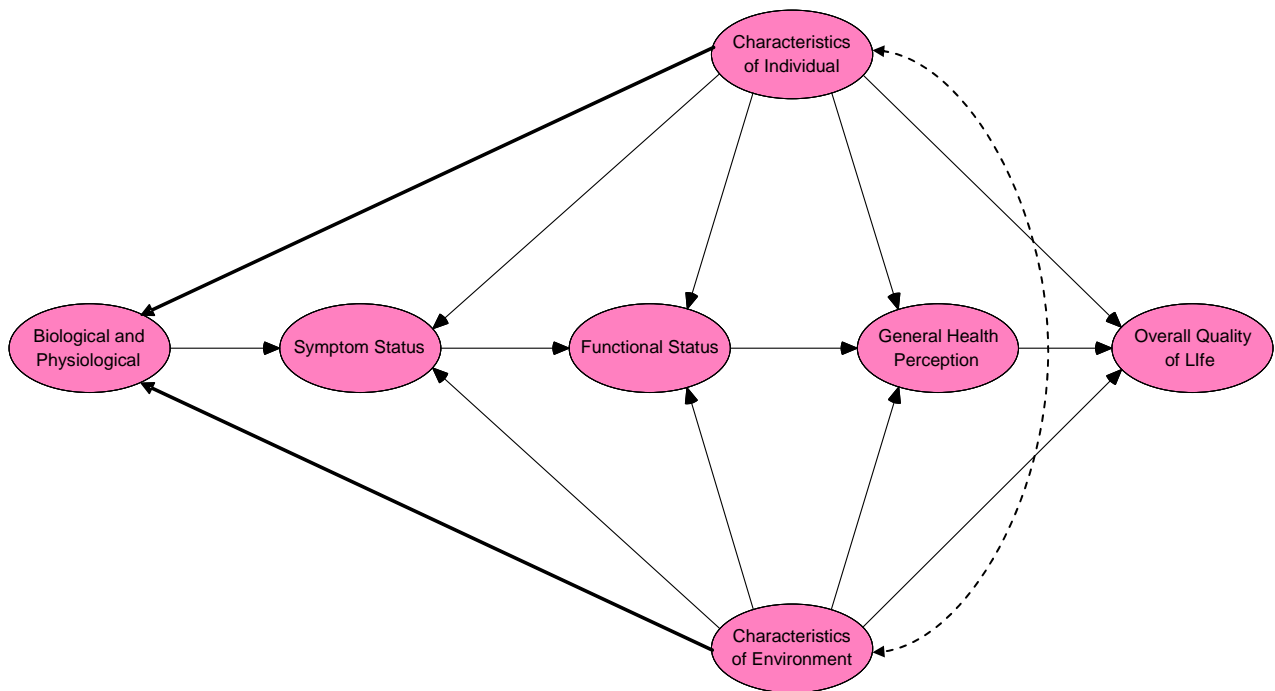 Characteristics
of Individual
Biological and
Physiological
Symptom Status
Functional Status
General Health
Perception
Overall Quality
of LIfe
Characteristics
of Environment